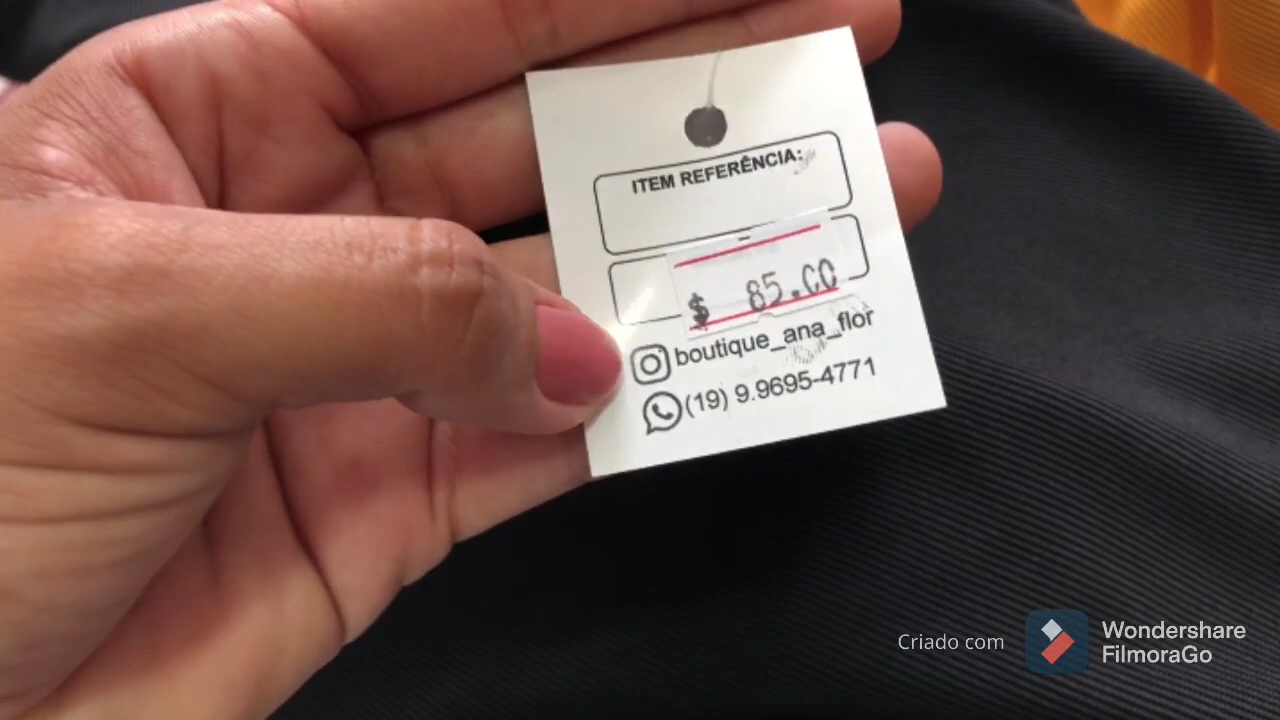 ITEM REFERÊNCIA:
$ 85.00
boutique_ana_flor
(19) 9.9695-4771
Criado com
Wondershare
FilmoraGo